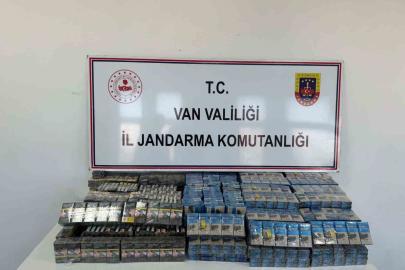 T.C.
VAN VALİLİĞİ
İL JANDARMA KOMUTANLIĞI